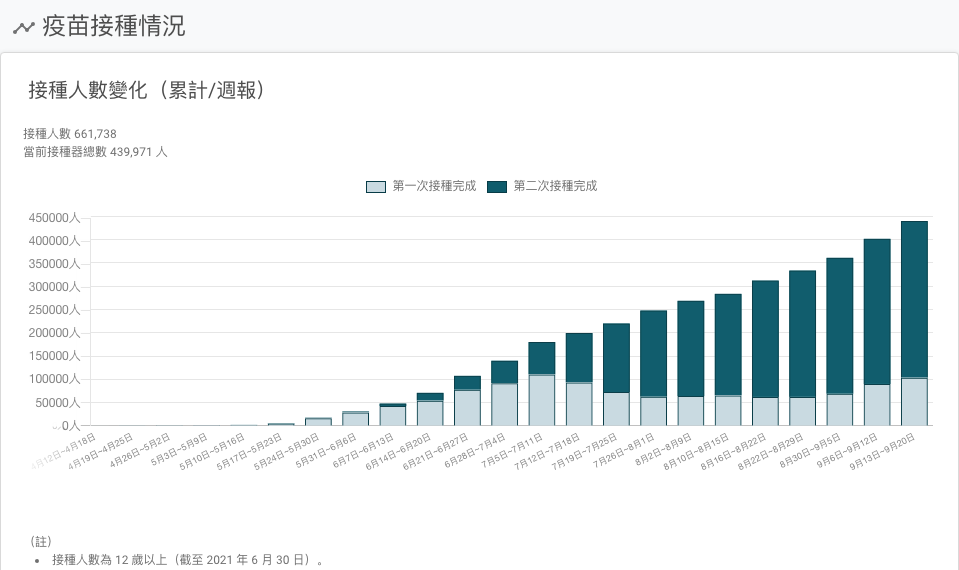 疫苗接種情況
接種人數變化（累計/週報）
接種人數 661,738
當前接種器總數 439,971 人
第一次接種完成
第二次接種完成
450000人
400000人
350000人
300000人
250000人
200000人
150000人
100000人
50000人
0人
4月12日~4月18日
4月19日~4月25日
4月26日~5月2日
5月3日~5月9日
5月10日~5月16日
5月17日~5月23日
5月24日~5月30日
5月31日~6月6日
6月7日~6月13日
6月14日~6月20日
6月21日~6月27日
6月28日~7月4日
7月5日~7月11日
7月12日~7月18日
7月19日~7月25日
7月26日~8月1日
8月2日~8月9日
8月10日~8月15日
8月16日~8月22日
8月22日~8月29日
8月30日~9月5日
9月6日~9月12日
9月13日~9月20日
（註）
• 接種人數為 12 歲以上（截至 2021 年 6 月 30 日）。